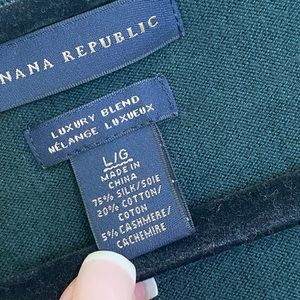 NANA REPUBLIC
LUXURY BLEND
MÉLANGE LUXUEUX
L/G
MADE IN
CHINA
75% SILK/SOIE
20% COTTON/
COTON
5% CASHMERE/
CACHEMIRE